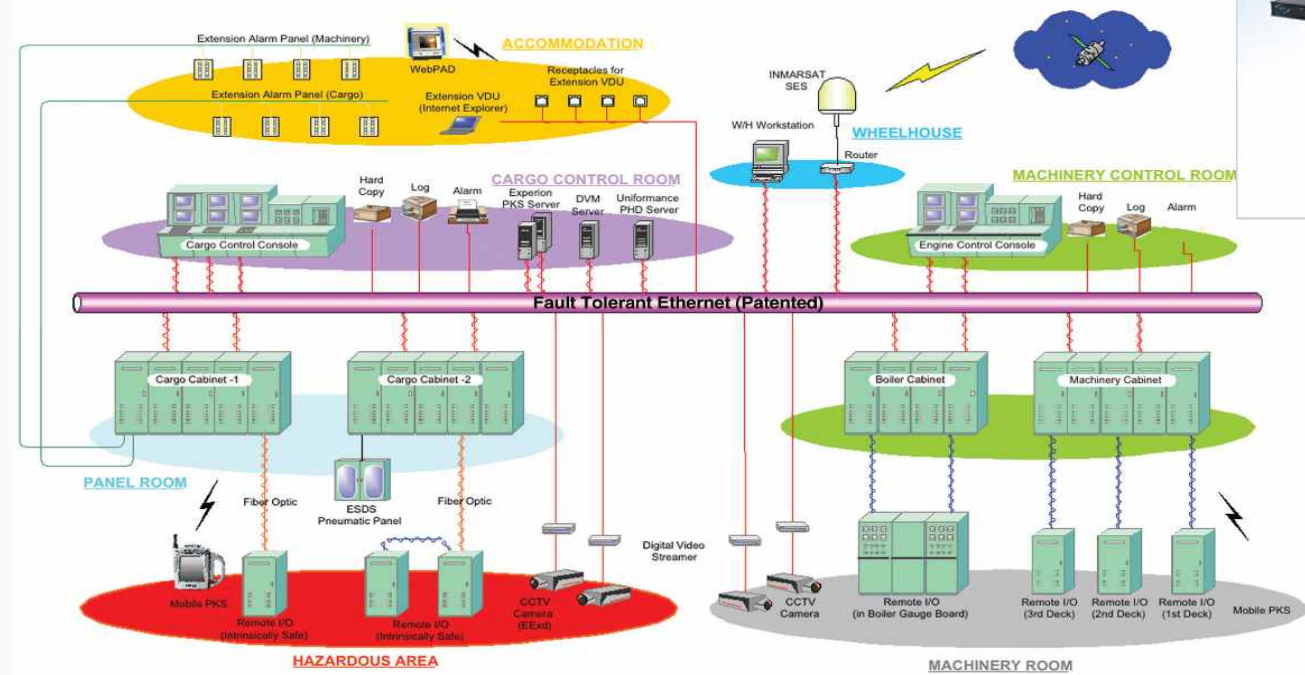 Extension Alarm Panel (Machinery)
WebPAD
ACCOMMODATION
Receptacles for
Extension VDU
Extension Alarm Panel (Cargo)
Extension VDU
(Internet Explorer)
INMARSAT
SES
W/H Workstation
WHEELHOUSE
Router
CARGO CONTROL ROOM
Hard
Copy
Log
Alarm
Experion
PKS Server
DVM
Server
Uniformance
PHD Server
Cargo Control Console
MACHINERY CONTROL ROOM
Hard
Copy
Log
Alarm
Engine Control Console
Fault Tolerant Ethernet (Patented)
Cargo Cabinet -1
Cargo Cabinet -2
Boiler Cabinet
Machinery Cabinet
PANEL ROOM
Fiber Optic
ESDS
Pneumatic Panel
Fiber Optic
Digital Video
Streamer
Mobile PKS
Remote I/O
(Intrinsically Safe)
Remote I/O
(Intrinsically Safe)
CCTV
Camera
(EExd)
CCTV
Camera
Remote I/O
(in Boiler Gauge Board)
Remote I/O
(3rd Deck)
Remote I/O
(2nd Deck)
Remote I/O
(1st Deck)
Mobile PKS
HAZARDOUS AREA
MACHINERY ROOM